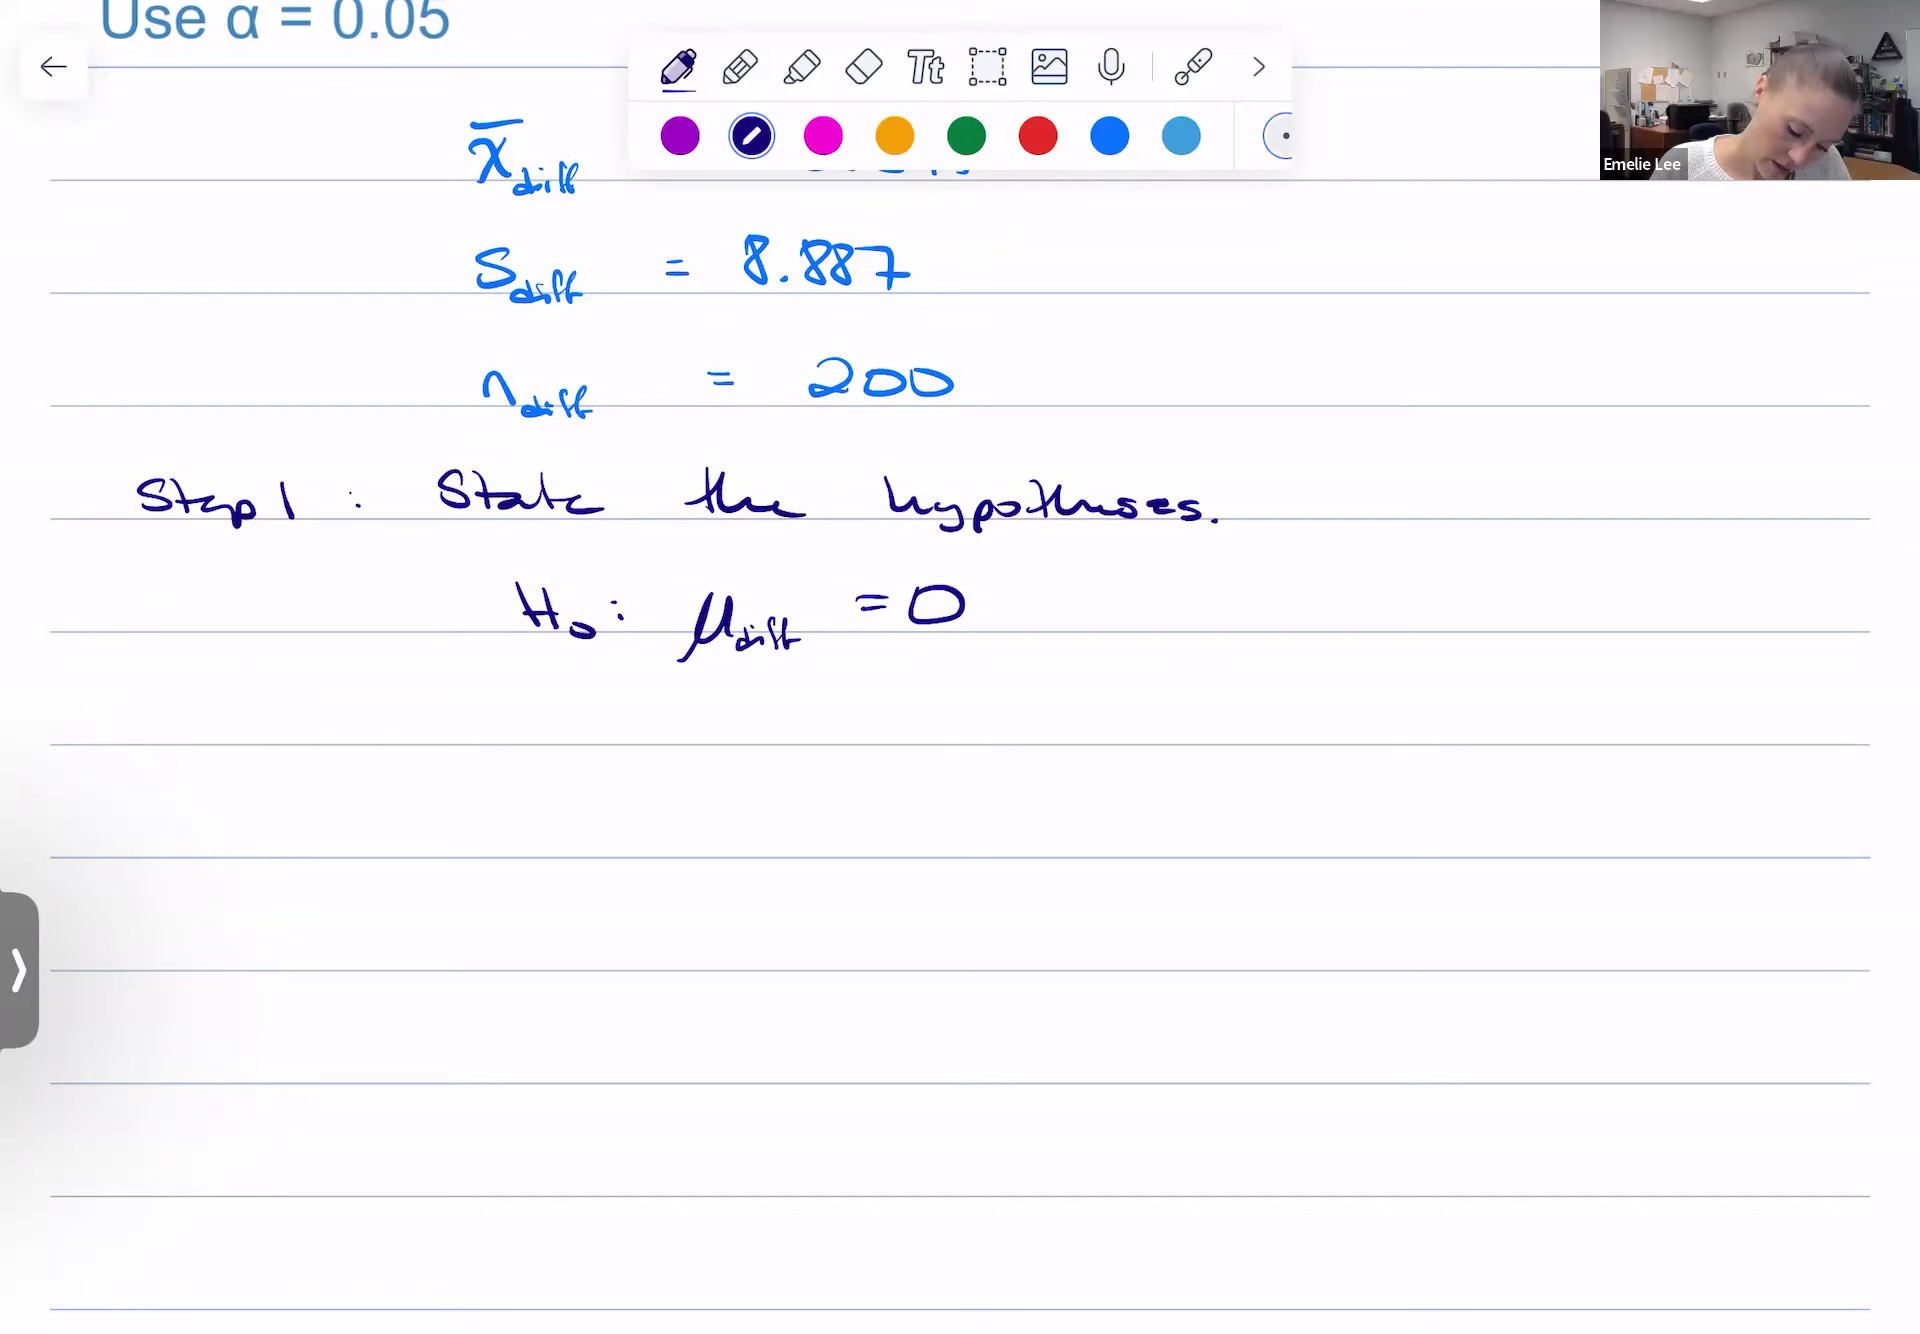 Use α = 0.05
Tt
Emelie Lee
x̄diff
Sdiff = 8.887
ndiff = 200
Step 1 : State the hypotheses.
H₀: μdiff = 0